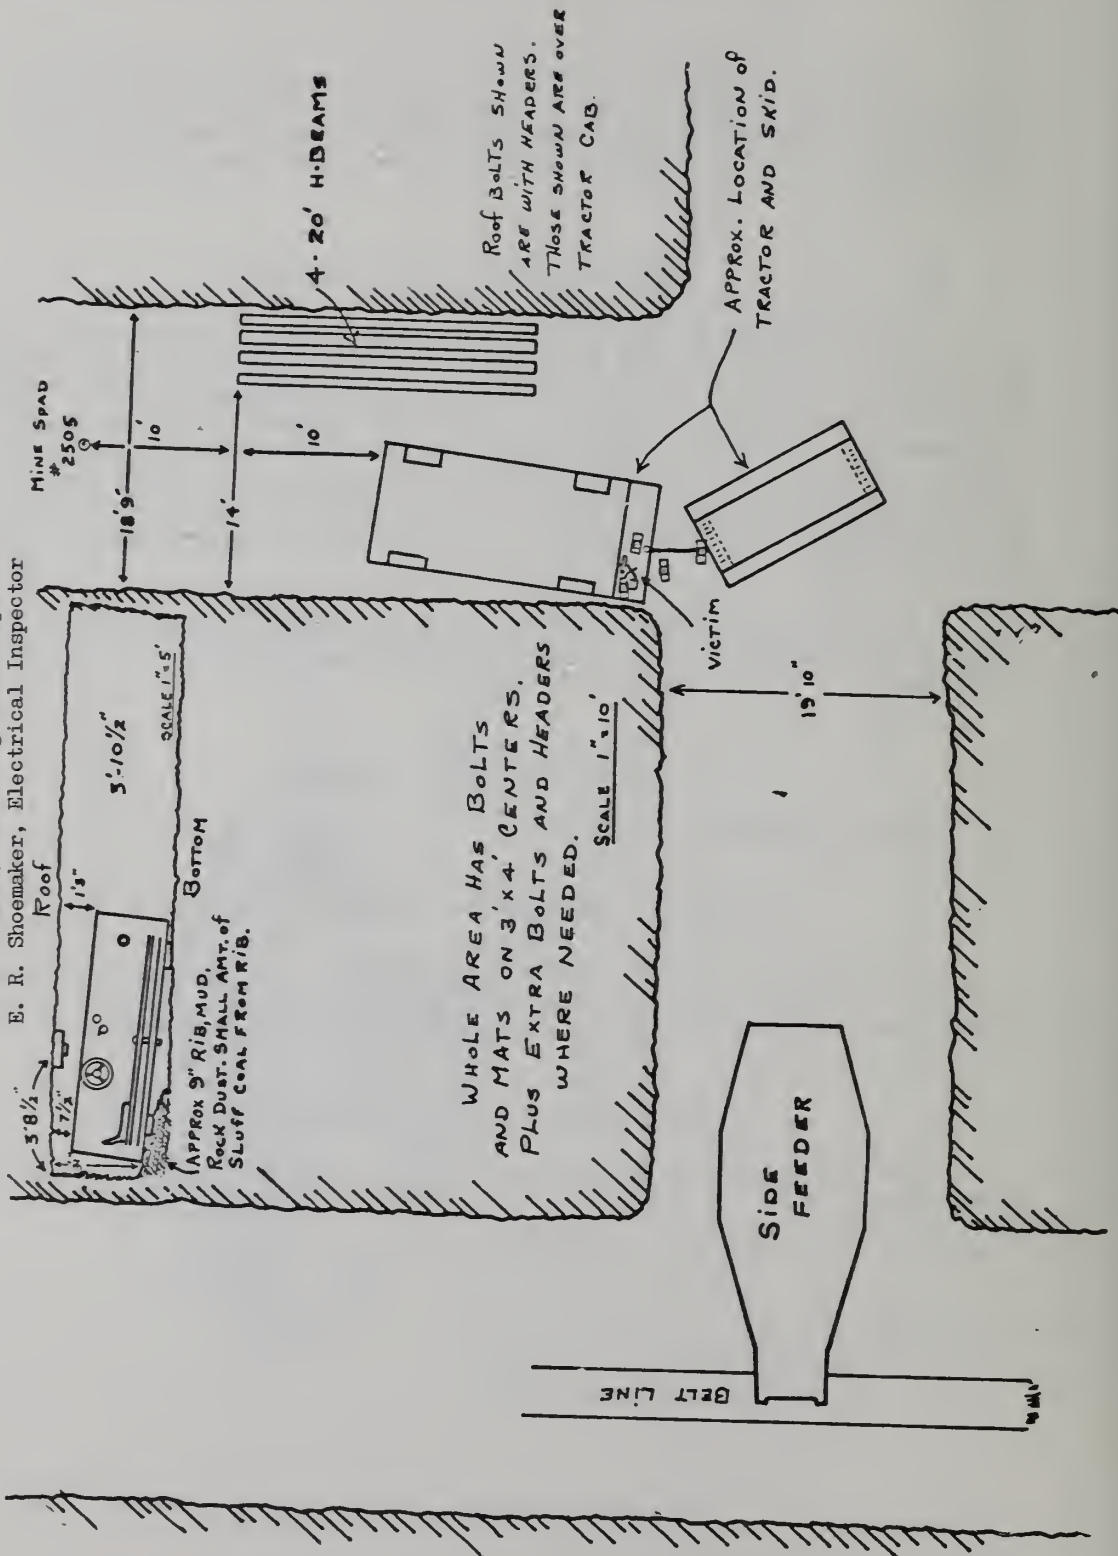 E. R. Shoemaker, Electrical Inspector
MINE SPAD
# 2505
18'9"
10'
14'
10'
4-20' H-BEAMS
Roof BOLTS SHOWN
ARE WITH HEADERS.
THOSE SHOWN ARE OVER
TRACTOR CAB.
APPROX. LOCATION of
TRACTOR AND SKID.
VICTIM
19'10"
Roof
3'8½"
7½"
1'3"
3'-10½"
SCALE 1"=5'
BOTTOM
APPROX 9" RIB, MUD,
ROCK DUST. SMALL AMT. of
SLUFF COAL FROM RIB.
WHOLE AREA HAS BOLTS
AND MATS ON 3'X4' CENTERS.
PLUS EXTRA BOLTS AND HEADERS
WHERE NEEDED.
SCALE 1"=10'
SIDE
FEEDER
BELT LINE